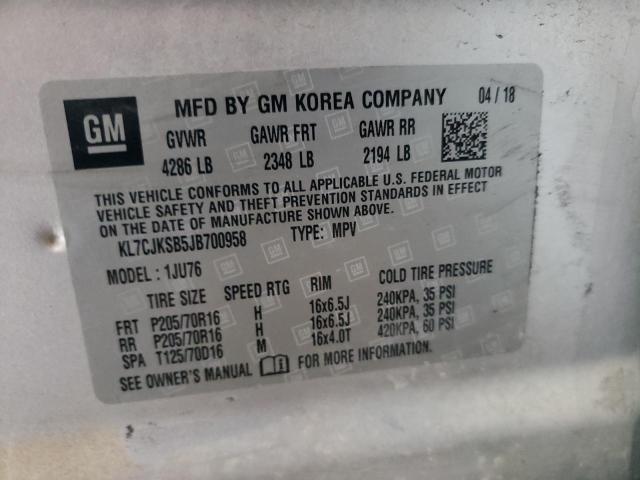 GM
MFD BY GM KOREA COMPANY 04 / 18
GVWR GAWR FRT GAWR RR
4286 LB 2348 LB 2194 LB
THIS VEHICLE CONFORMS TO ALL APPLICABLE U.S. FEDERAL MOTOR
VEHICLE SAFETY AND THEFT PREVENTION STANDARDS IN EFFECT
ON THE DATE OF MANUFACTURE SHOWN ABOVE.
KL7CJKSB5JB700958 TYPE: MPV
MODEL : 1JU76
TIRE SIZE SPEED RTG RIM COLD TIRE PRESSURE
FRT P205/70R16 H 16x6.5J 240KPA, 35 PSI
RR P205/70R16 H 16x6.5J 240KPA, 35 PSI
SPA T125/70D16 M 16x4.0T 420KPA, 60 PSI
SEE OWNER'S MANUAL FOR MORE INFORMATION.